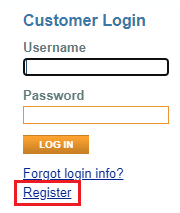 Customer Login
Username
Password
LOG IN
Forgot login info?
Register